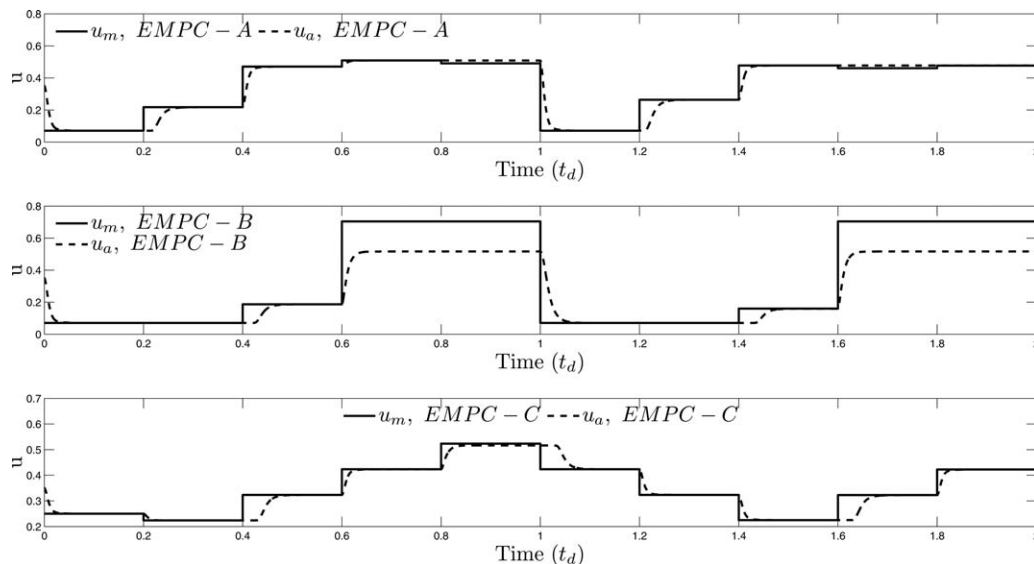 0.8
u_m, EMPC − A u_a, EMPC − A
0.6
0.4
0.2
0
u
0 0.2 0.4 0.6 0.8 1 1.2 1.4 1.6 1.8
Time (t_d)
0.8
u_m, EMPC − B
0.6
u_a, EMPC − B
0.4
0.2
0
u
0 0.2 0.4 0.6 0.8 1 1.2 1.4 1.6 1.8
Time (t_d)
0.7
u_m, EMPC − C u_a, EMPC − C
0.6
0.5
0.4
0.3
0.2
u
0 0.2 0.4 0.6 0.8 1 1.2 1.4 1.6 1.8
Time (t_d)